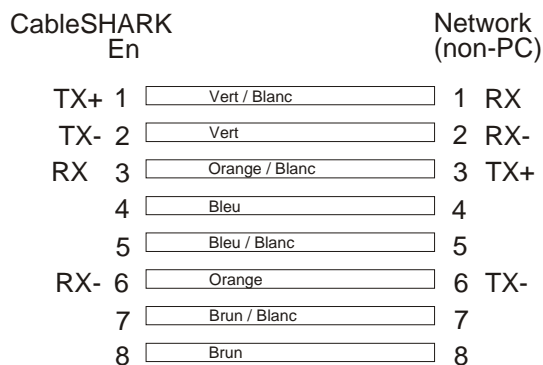 CableSHARK Network
En (non-PC)
TX+ 1 Vert / Blanc 1 RX
TX- 2 Vert 2 RX-
RX 3 Orange / Blanc 3 TX+
4 Bleu 4
5 Bleu / Blanc 5
RX- 6 Orange 6 TX-
7 Brun / Blanc 7
8 Brun 8